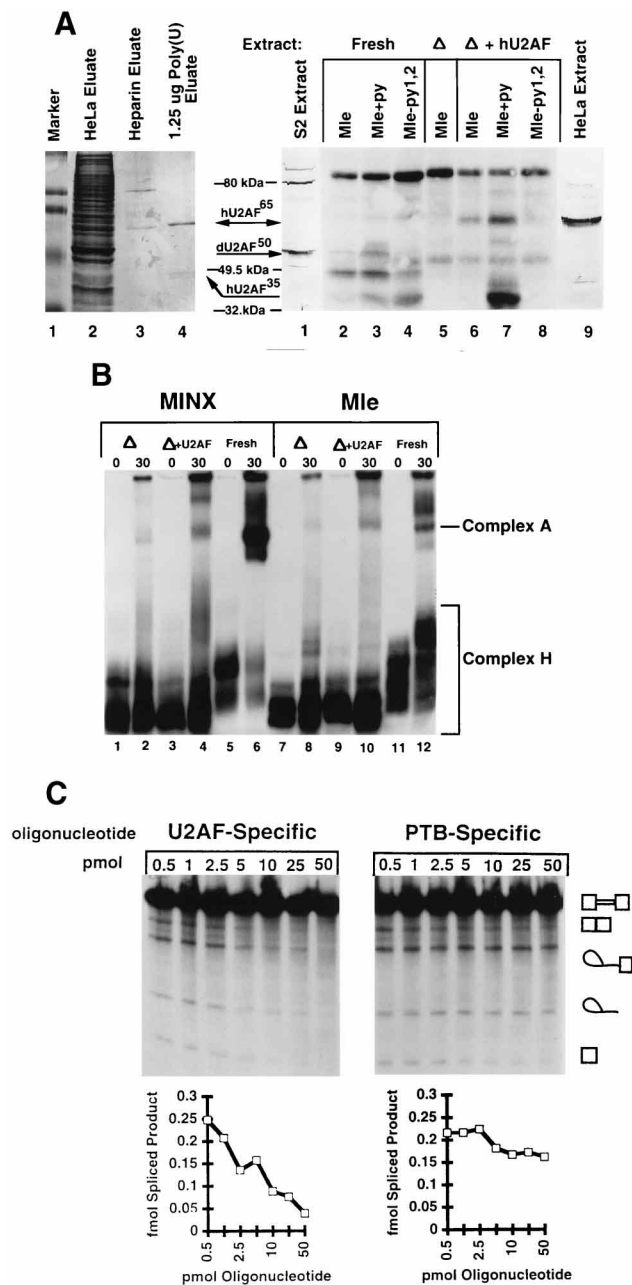 A
Marker
HeLa Eluate
Heparin Eluate
1.25 ug Poly(U) Eluate
1 2 3 4
Extract: Fresh Δ Δ + hU2AF
S2 Extract
Mle
Mle+py
Mle-py1,2
Mle
Mle
Mle+py
Mle-py1,2
HeLa Extract
80 kDa
hU2AF65
dU2AF50
49.5 kDa
hU2AF35
32.kDa
1 2 3 4 5 6 7 8 9
B
MINX Mle
Δ Δ+U2AF Fresh Δ Δ+U2AF Fresh
0 30 0 30 0 30 0 30 0 30 0 30
Complex A
Complex H
1 2 3 4 5 6 7 8 9 10 11 12
C
oligonucleotide U2AF-Specific PTB-Specific
pmol 0.5 1 2.5 5 10 25 50 0.5 1 2.5 5 10 25 50
fmol Spliced Product
0.3
0.25
0.2
0.15
0.1
0.05
0
0.5 2.5 10 50
pmol Oligonucleotide
fmol Spliced Product
0.3
0.25
0.2
0.15
0.1
0.05
0
0.5 2.5 10 50
pmol Oligonucleotide